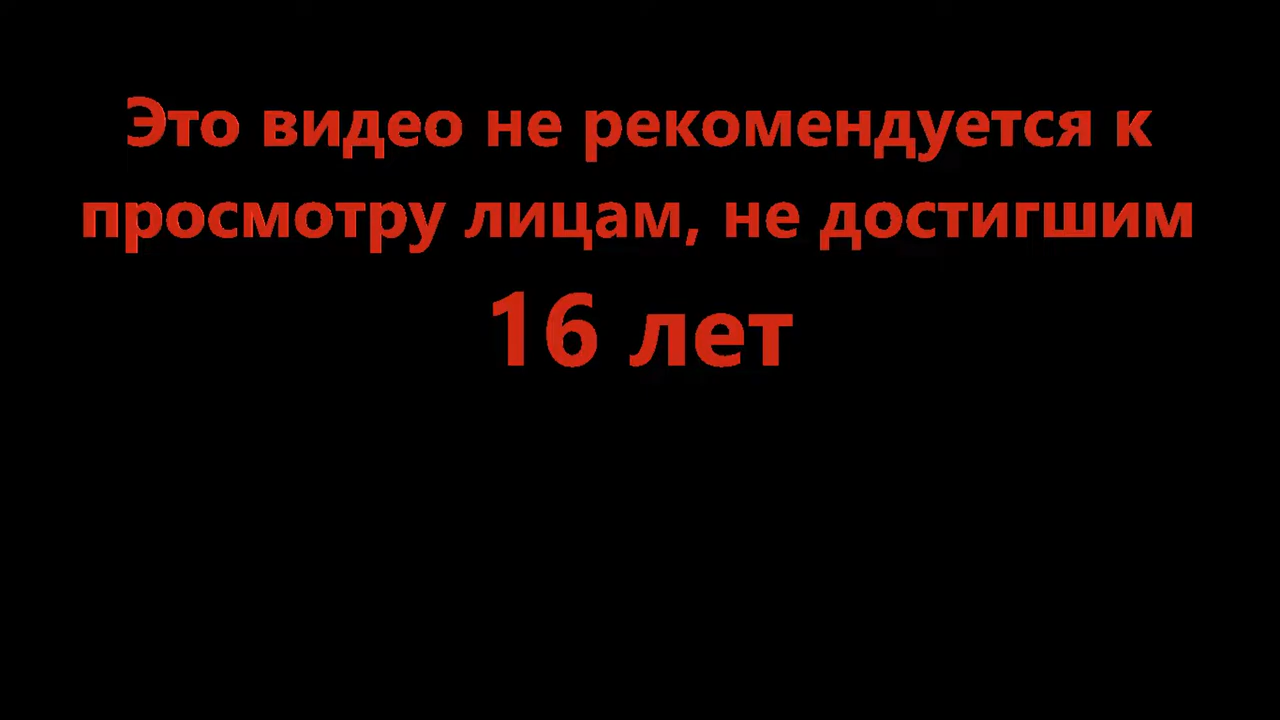 Это видео не рекомендуется к
просмотру лицам, не достигшим
16 лет